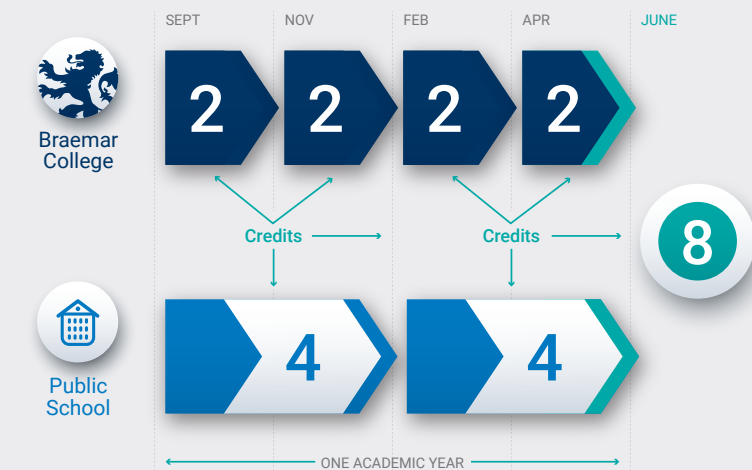 SEPT NOV FEB APR JUNE
2 2 2 2
Braemar
College
Credits Credits
8
4 4
Public
School
ONE ACADEMIC YEAR